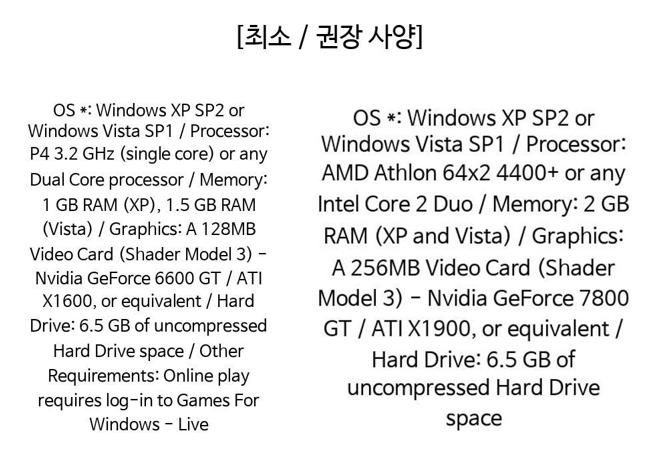 [최소 / 권장 사양]
OS *: Windows XP SP2 or
Windows Vista SP1 / Processor:
P4 3.2 GHz (single core) or any
Dual Core processor / Memory:
1 GB RAM (XP), 1.5 GB RAM
(Vista) / Graphics: A 128MB
Video Card (Shader Model 3) –
Nvidia GeForce 6600 GT / ATI
X1600, or equivalent / Hard
Drive: 6.5 GB of uncompressed
Hard Drive space / Other
Requirements: Online play
requires log-in to Games For
Windows – Live
OS *: Windows XP SP2 or
Windows Vista SP1 / Processor:
AMD Athlon 64x2 4400+ or any
Intel Core 2 Duo / Memory: 2 GB
RAM (XP and Vista) / Graphics:
A 256MB Video Card (Shader
Model 3) – Nvidia GeForce 7800
GT / ATI X1900, or equivalent /
Hard Drive: 6.5 GB of
uncompressed Hard Drive
space